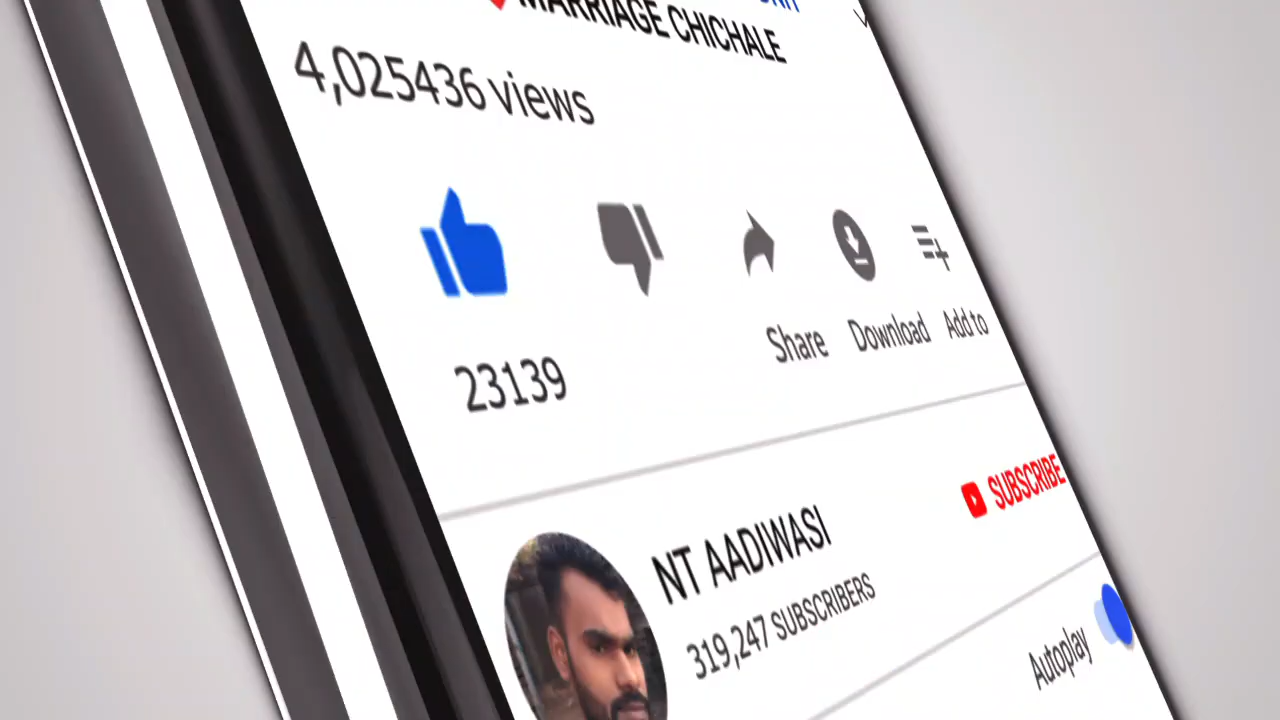 MARRIAGE CHICHALE
4,025436 views
23139
Share Download Add to
NT AADIWASI
319,247 SUBSCRIBERS
SUBSCRIBE
Autoplay